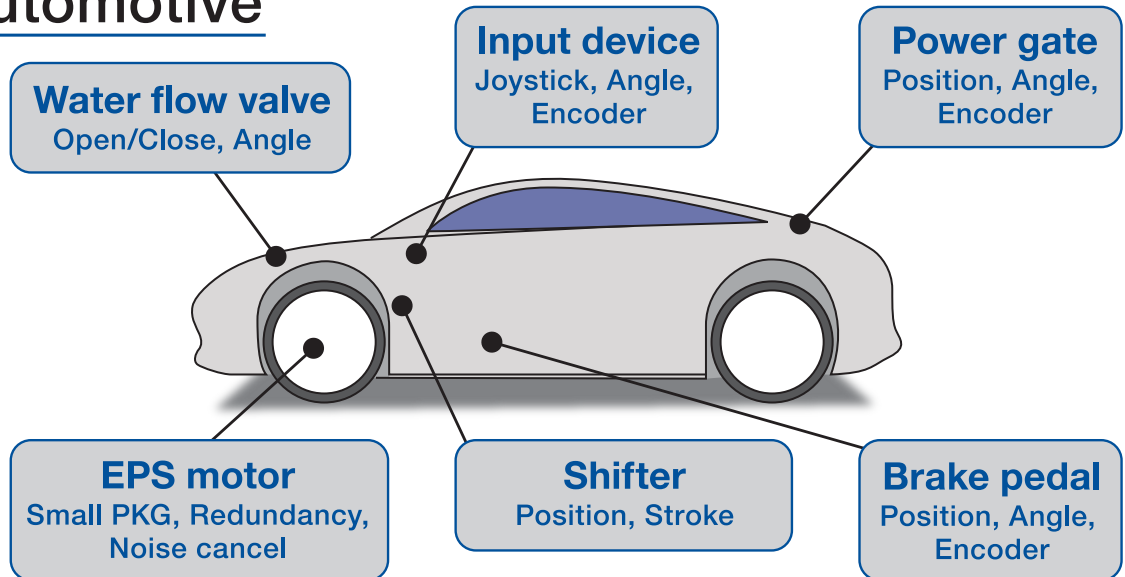 utomotive
Input device
Joystick, Angle,
Encoder
Power gate
Position, Angle,
Encoder
Water flow valve
Open/Close, Angle
EPS motor
Small PKG, Redundancy,
Noise cancel
Shifter
Position, Stroke
Brake pedal
Position, Angle,
Encoder